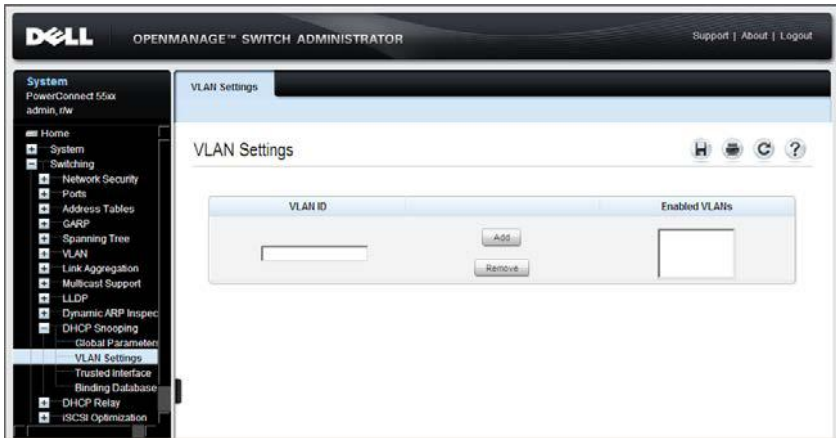 DELL
OPENMANAGE™ SWITCH ADMINISTRATOR
Support | About | Logout
System
PowerConnect 55xx
admin, r/w
VLAN Settings
Home
System
Switching
Network Security
Ports
Address Tables
GARP
Spanning Tree
VLAN
Link Aggregation
Multicast Support
LLDP
Dynamic ARP Inspec
DHCP Snooping
Global Parameters
VLAN Settings
Trusted Interface
Binding Database
DHCP Relay
iSCSI Optimization
VLAN Settings
VLAN ID
Enabled VLANs
Add
Remove